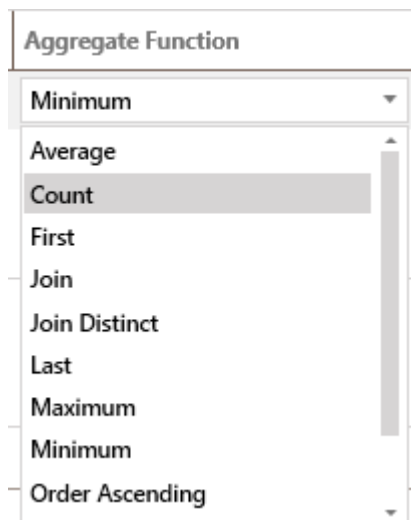 Aggregate Function
Minimum
Average
Count
First
Join
Join Distinct
Last
Maximum
Minimum
Order Ascending